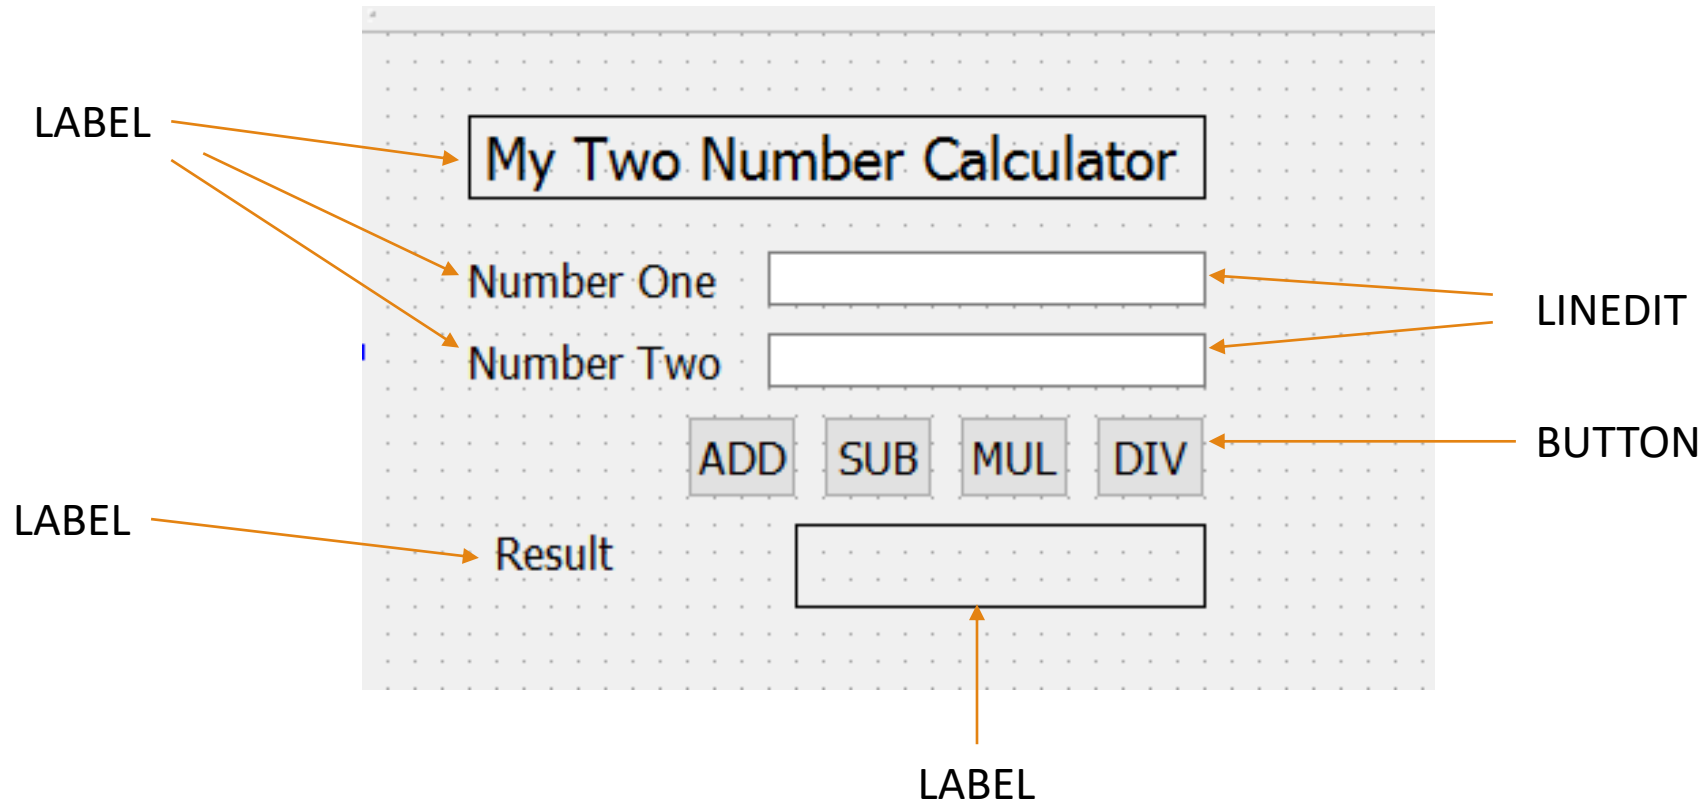 LABEL
My Two Number Calculator
Number One
LINEDIT
Number Two
ADD SUB MUL DIV
BUTTON
LABEL
Result
LABEL